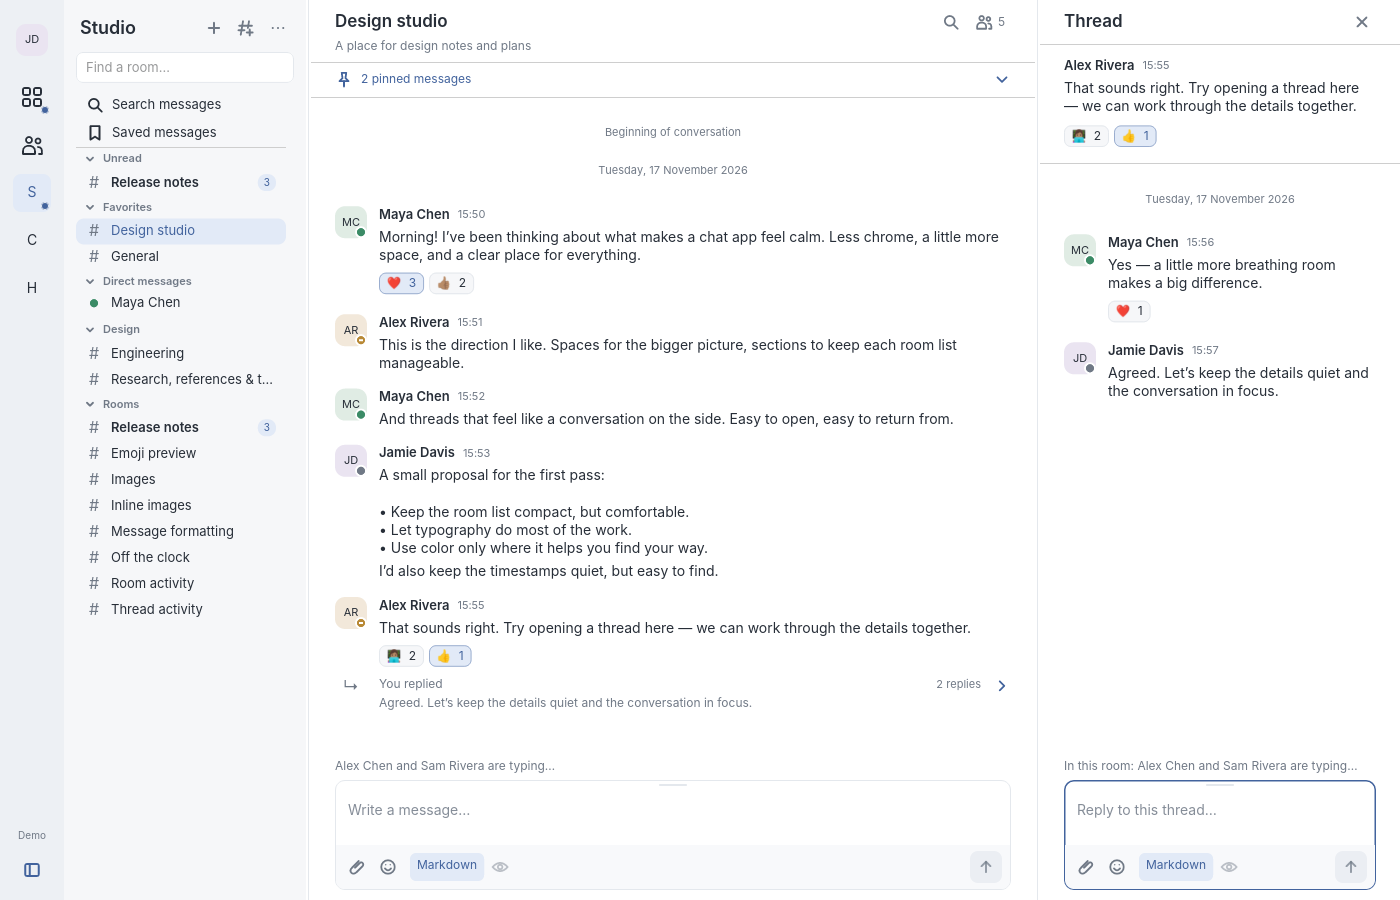 JD
S
C
H
Demo
Studio
Find a room...
Search messages
Saved messages
Unread
# Release notes 3
Favorites
# Design studio
# General
Direct messages
Maya Chen
Design
# Engineering
# Research, references & t...
Rooms
# Release notes 3
# Emoji preview
# Images
# Inline images
# Message formatting
# Off the clock
# Room activity
# Thread activity
Design studio
A place for design notes and plans
5
2 pinned messages
Beginning of conversation
Tuesday, 17 November 2026
MC
Maya Chen 15:50
Morning! I’ve been thinking about what makes a chat app feel calm. Less chrome, a little more
space, and a clear place for everything.
❤️ 3 👍🏽 2
AR
Alex Rivera 15:51
This is the direction I like. Spaces for the bigger picture, sections to keep each room list
manageable.
MC
Maya Chen 15:52
And threads that feel like a conversation on the side. Easy to open, easy to return from.
JD
Jamie Davis 15:53
A small proposal for the first pass:
• Keep the room list compact, but comfortable.
• Let typography do most of the work.
• Use color only where it helps you find your way.
I’d also keep the timestamps quiet, but easy to find.
AR
Alex Rivera 15:55
That sounds right. Try opening a thread here — we can work through the details together.
2 👍 1
You replied 2 replies
Agreed. Let’s keep the details quiet and the conversation in focus.
Alex Chen and Sam Rivera are typing...
Write a message...
Markdown
Thread
Alex Rivera 15:55
That sounds right. Try opening a thread here
— we can work through the details together.
2 👍 1
Tuesday, 17 November 2026
MC
Maya Chen 15:56
Yes — a little more breathing room
makes a big difference.
❤️ 1
JD
Jamie Davis 15:57
Agreed. Let’s keep the details quiet and
the conversation in focus.
In this room: Alex Chen and Sam Rivera are typing...
Reply to this thread...
Markdown